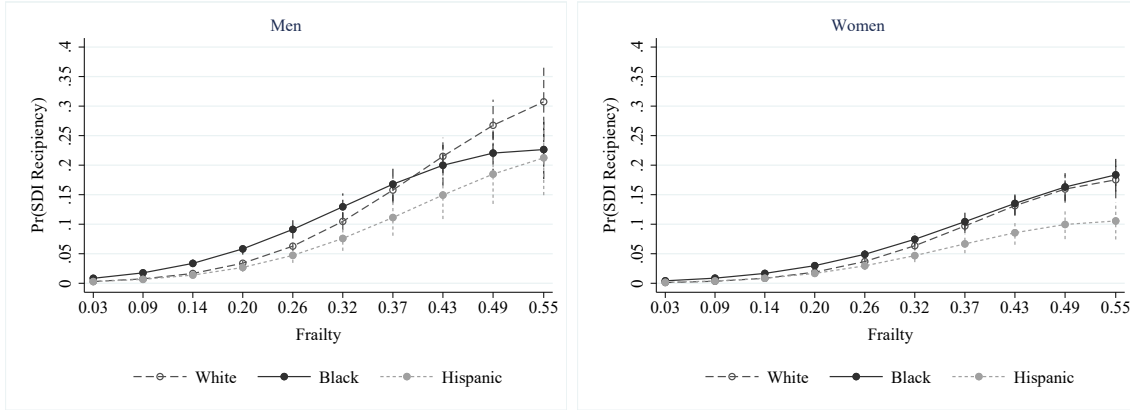 Men
Pr(SDI Recipiency)
.4
.35
.3
.25
.2
.15
.1
.05
0
0.03 0.09 0.14 0.20 0.26 0.32 0.37 0.43 0.49 0.55
Frailty
White Black Hispanic
Women
Pr(SDI Recipiency)
.4
.35
.3
.25
.2
.15
.1
.05
0
0.03 0.09 0.14 0.20 0.26 0.32 0.37 0.43 0.49 0.55
Frailty
White Black Hispanic